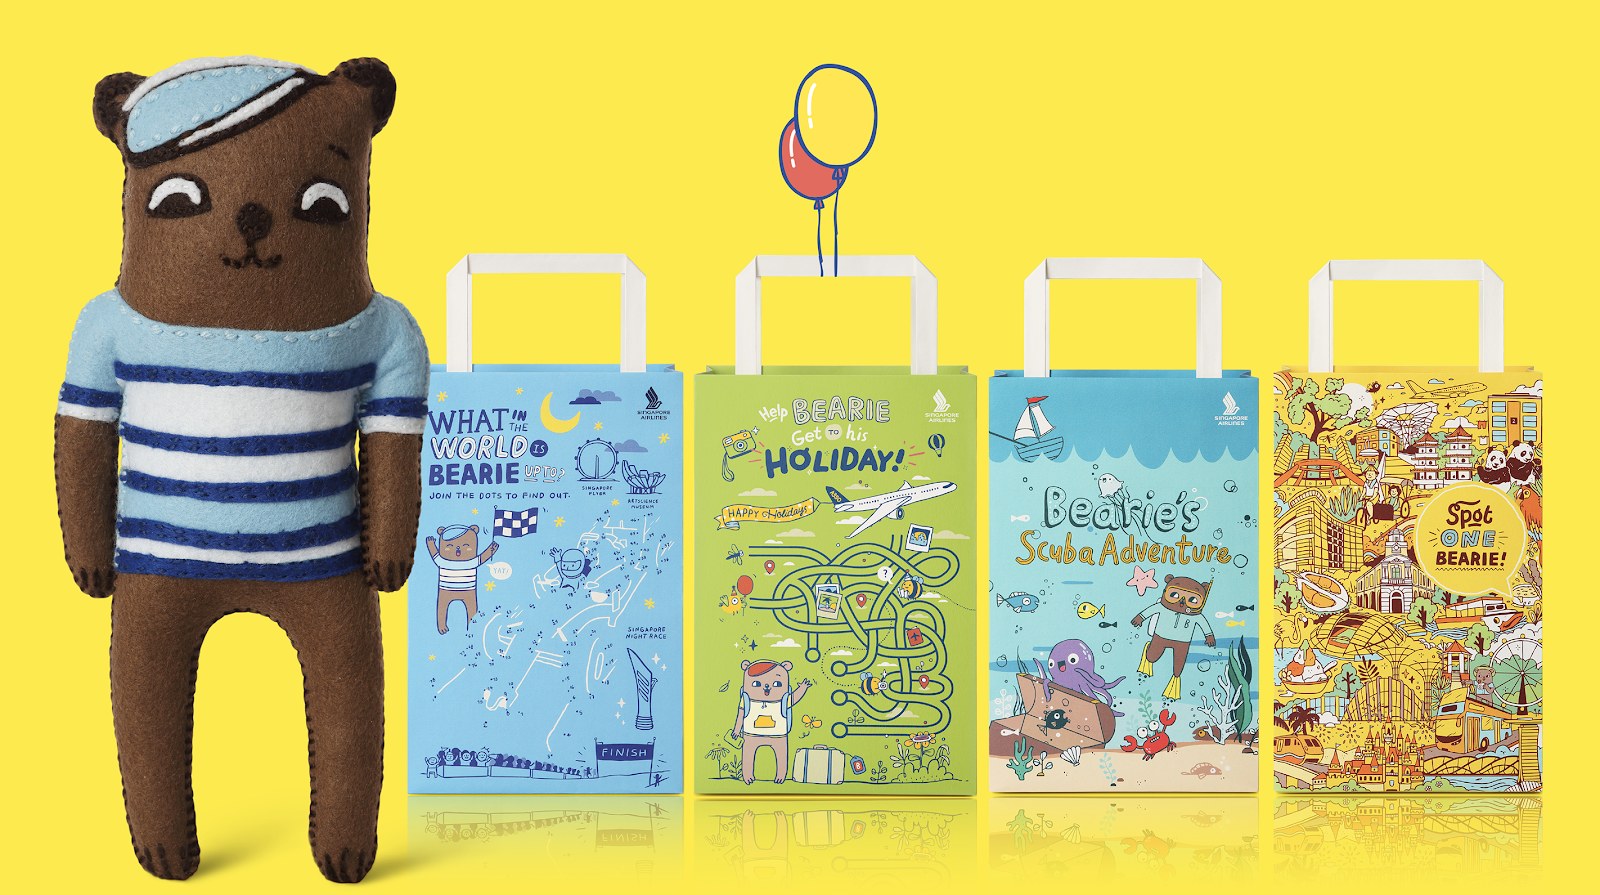 WHAT IN THE
WORLD IS
BEARIE UP TO?
JOIN THE DOTS TO FIND OUT.
SINGAPORE
AIRLINES
SINGAPORE
FLYER
ARTSCIENCE
MUSEUM
YAY!
SINGAPORE
NIGHT RACE
FINISH
Help BEARIE
Get TO his
HOLIDAY!
SINGAPORE
AIRLINES
HAPPY Holidays
?
Bearie's
Scuba Adventure
SINGAPORE
AIRLINES
Spot
ONE
BEARIE!